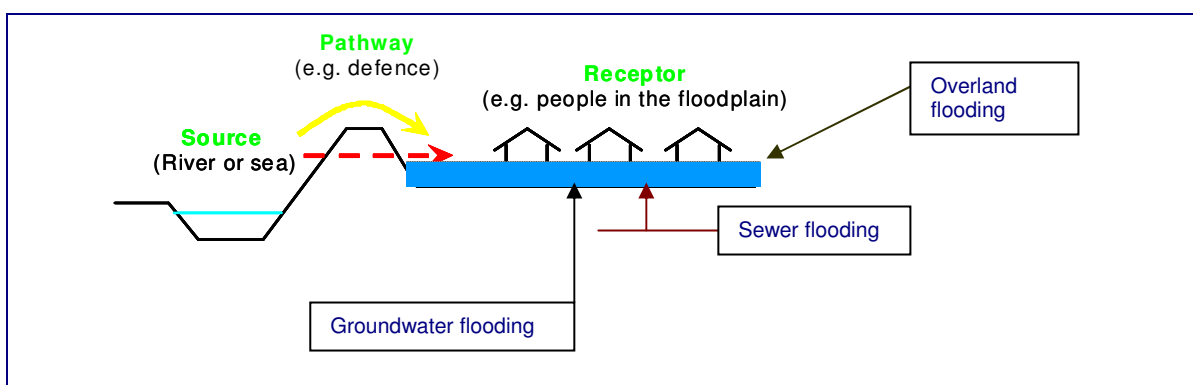 Pathway
(e.g. defence)
Receptor
(e.g. people in the floodplain)
Overland
flooding
Source
(River or sea)
Sewer flooding
Groundwater flooding